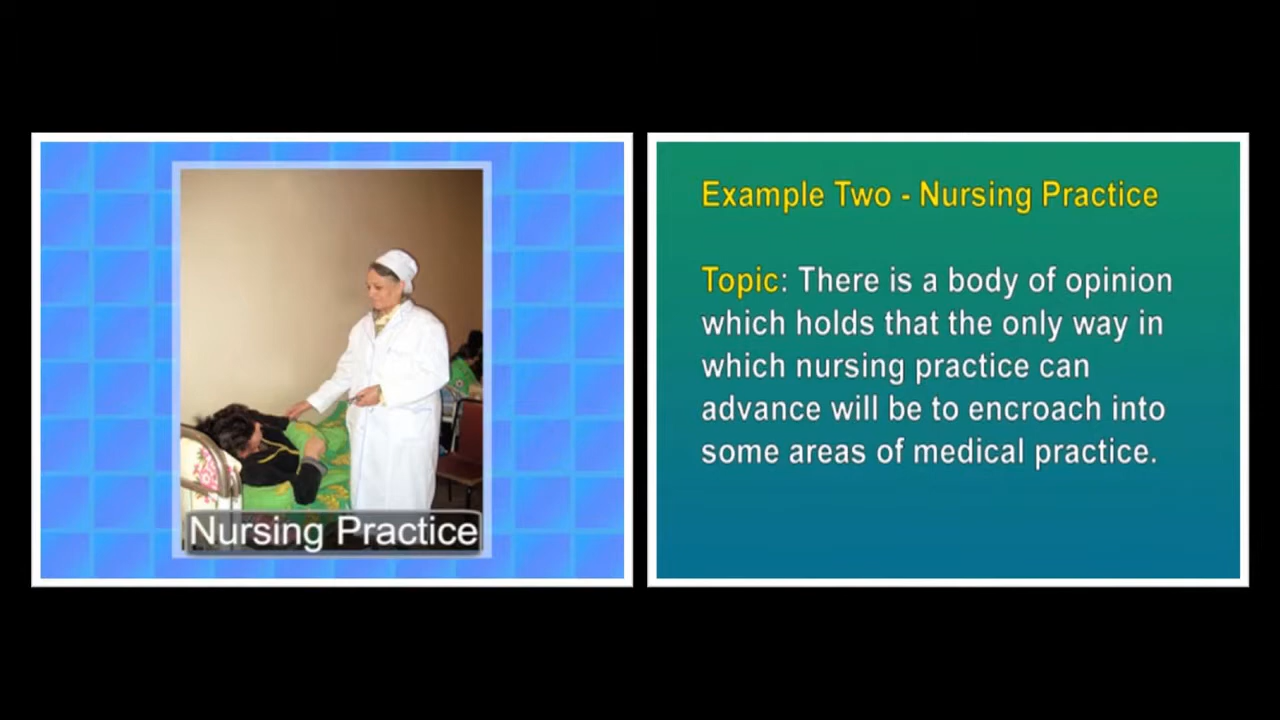 Nursing Practice
Example Two - Nursing Practice
Topic: There is a body of opinion
which holds that the only way in
which nursing practice can
advance will be to encroach into
some areas of medical practice.